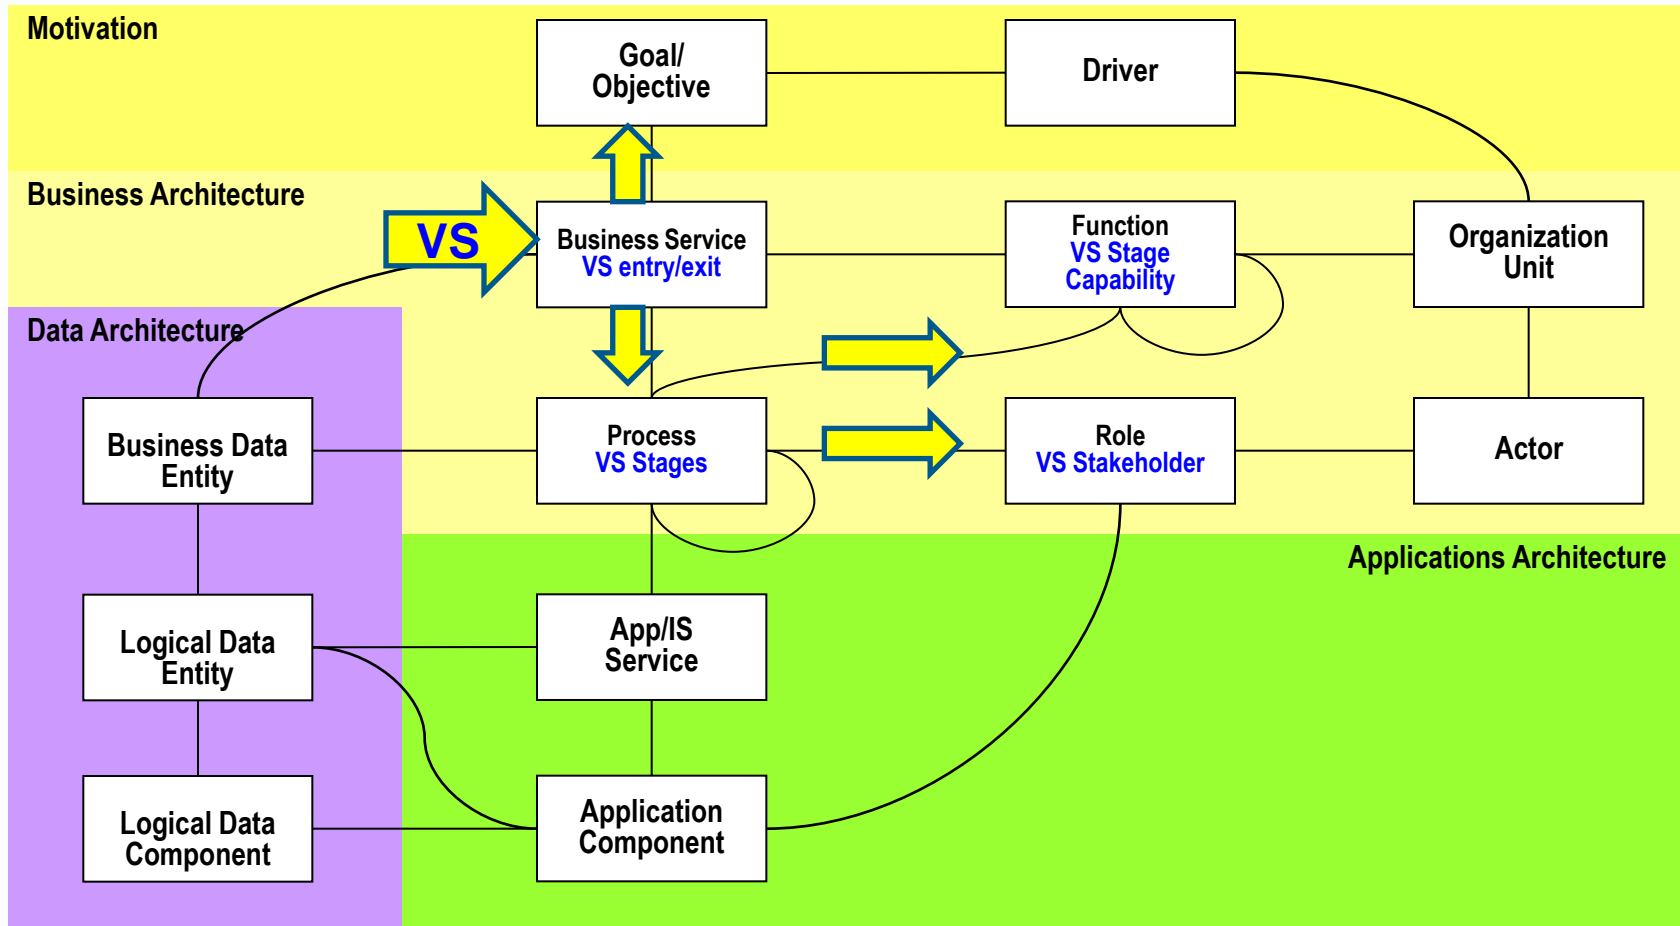 Motivation
Goal/
Objective
Driver
Business Architecture
VS
Business Service
VS entry/exit
Function
VS Stage
Capability
Organization
Unit
Data Architecture
Business Data
Entity
Process
VS Stages
Role
VS Stakeholder
Actor
Applications Architecture
Logical Data
Entity
App/IS
Service
Logical Data
Component
Application
Component